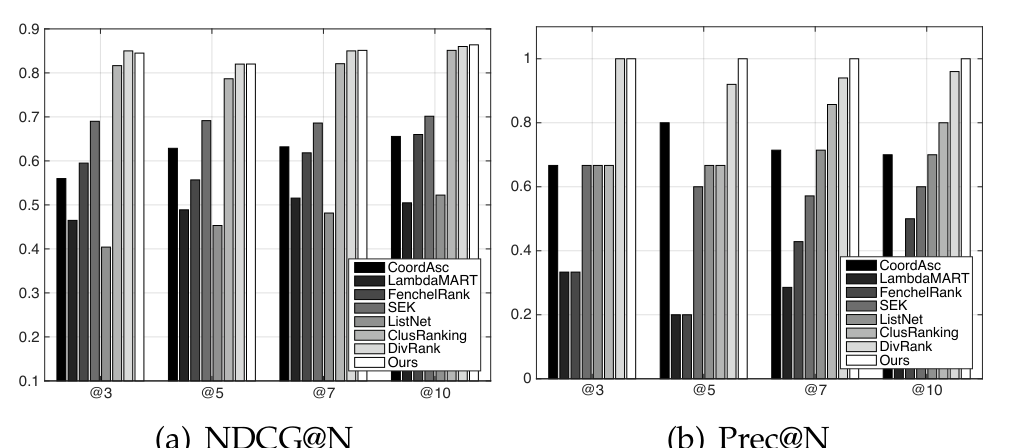 0.9
0.8
0.7
0.6
0.5
0.4
0.3
0.2
0.1
@3
@5
@7
@10
CoordAsc
LambdaMART
FenchelRank
SEK
ListNet
ClusRanking
DivRank
Ours
(a) NDCG@N
1
0.8
0.6
0.4
0.2
0
@3
@5
@7
@10
CoordAsc
LambdaMART
FenchelRank
SEK
ListNet
ClusRanking
DivRank
Ours
(b) Prec@N